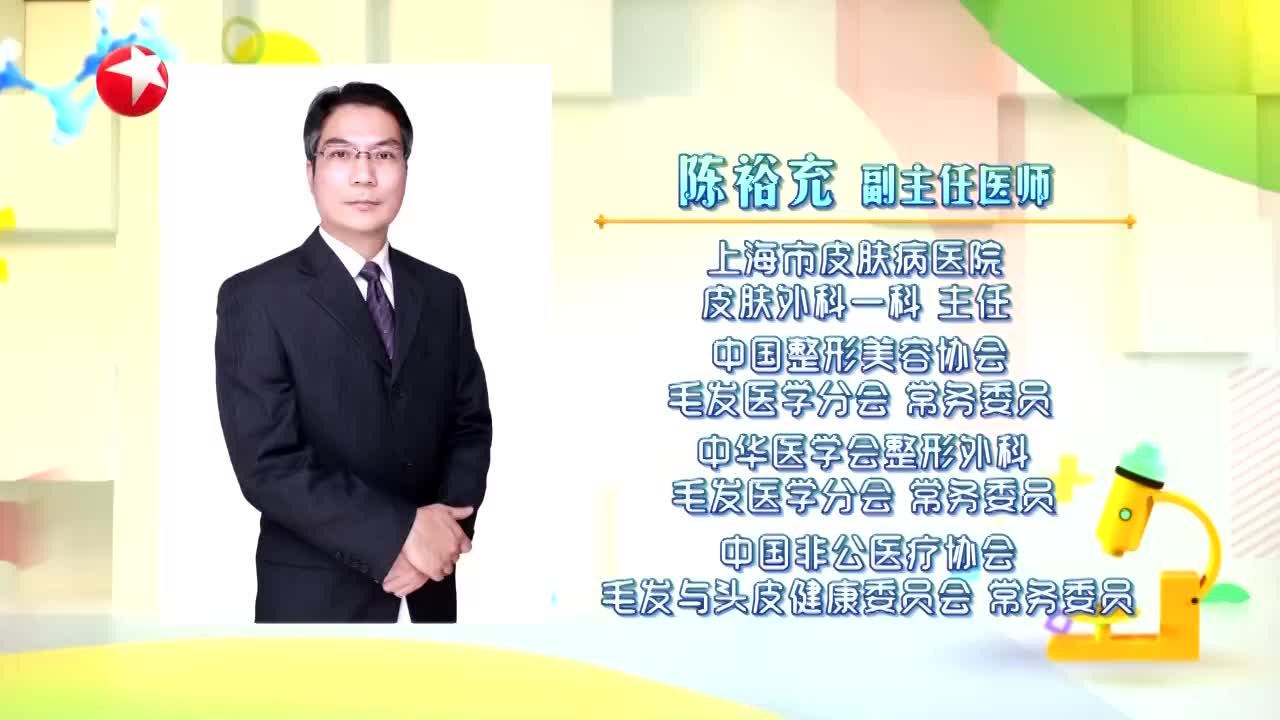 陈裕充 副主任医师
上海市皮肤病医院
皮肤外科一科 主任
中国整形美容协会
毛发医学分会 常务委员
中华医学会整形外科
毛发医学分会 常务委员
中国非公医疗协会
毛发与头皮健康委员会 常务委员